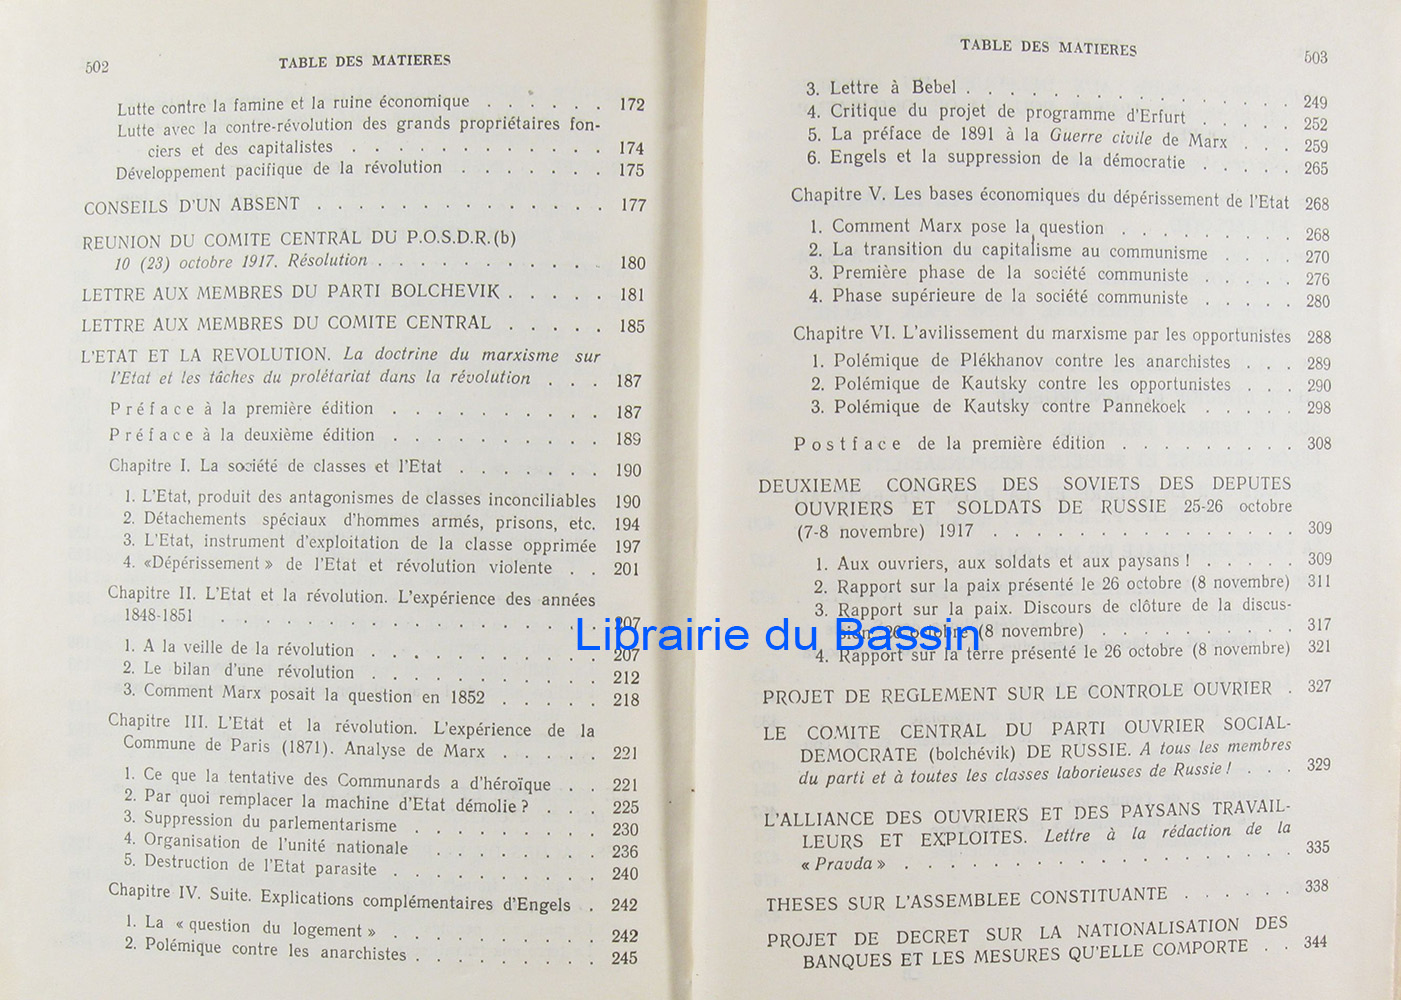 502
TABLE DES MATIERES
Lutte contre la famine et la ruine économique . . . . . . 172
Lutte avec la contre-révolution des grands propriétaires fon-
ciers et des capitalistes . . . . . . . . . . . 174
Développement pacifique de la révolution . . . . . . . 175
CONSEILS D'UN ABSENT . . . . . . . . . . . . . . 177
REUNION DU COMITE CENTRAL DU P.O.S.D.R.(b)
10 (23) octobre 1917. Résolution . . . . . . . . . . . 180
LETTRE AUX MEMBRES DU PARTI BOLCHEVIK . . . . . 181
LETTRE AUX MEMBRES DU COMITE CENTRAL . . . . . 185
L'ETAT ET LA REVOLUTION. La doctrine du marxisme sur
l'Etat et les tâches du prolétariat dans la révolution . . . 187
Préface à la première édition . . . . . . . . . . 187
Préface à la deuxième édition . . . . . . . . . . 189
Chapitre I. La société de classes et l'Etat . . . . . . . 190
1. L'Etat, produit des antagonismes de classes inconciliables 190
2. Détachements spéciaux d'hommes armés, prisons, etc. 194
3. L'Etat, instrument d'exploitation de la classe opprimée 197
4. «Dépérissement» de l'Etat et révolution violente . . 201
Chapitre II. L'Etat et la révolution. L'expérience des années
1848-1851 . . . . . . . . . . . . . . . . . 207
1. A la veille de la révolution . . . . . . . . . . 207
2. Le bilan d'une révolution . . . . . . . . . . 212
3. Comment Marx posait la question en 1852 . . . . . 218
Chapitre III. L'Etat et la révolution. L'expérience de la
Commune de Paris (1871). Analyse de Marx . . . . . 221
1. Ce que la tentative des Communards a d'héroïque . . 221
2. Par quoi remplacer la machine d'Etat démolie ? . . . 225
3. Suppression du parlementarisme . . . . . . . . . 230
4. Organisation de l'unité nationale . . . . . . . . 236
5. Destruction de l'Etat parasite . . . . . . . . . 240
Chapitre IV. Suite. Explications complémentaires d'Engels . 242
1. La « question du logement » . . . . . . . . . . 242
2. Polémique contre les anarchistes . . . . . . . . . 245
TABLE DES MATIERES
503
3. Lettre à Bebel . . . . . . . . . . . . . . . 249
4. Critique du projet de programme d'Erfurt . . . . . 252
5. La préface de 1891 à la Guerre civile de Marx . . . 259
6. Engels et la suppression de la démocratie . . . . . 265
Chapitre V. Les bases économiques du dépérissement de l'Etat 268
1. Comment Marx pose la question . . . . . . . . . 268
2. La transition du capitalisme au communisme . . . . 270
3. Première phase de la société communiste . . . . . 276
4. Phase supérieure de la société communiste . . . . . 280
Chapitre VI. L'avilissement du marxisme par les opportunistes 288
1. Polémique de Plékhanov contre les anarchistes . . . 289
2. Polémique de Kautsky contre les opportunistes . . . 290
3. Polémique de Kautsky contre Pannekoek . . . . . 298
Postface de la première édition . . . . . . . . . 308
DEUXIEME CONGRES DES SOVIETS DES DEPUTES
OUVRIERS ET SOLDATS DE RUSSIE 25-26 octobre
(7-8 novembre) 1917 . . . . . . . . . . . . . . . 309
1. Aux ouvriers, aux soldats et aux paysans ! . . . . . 309
2. Rapport sur la paix présenté le 26 octobre (8 novembre) 311
3. Rapport sur la paix. Discours de clôture de la discus-
sion, 26 octobre (8 novembre) . . . . . . . . . . 317
4. Rapport sur la terre présenté le 26 octobre (8 novembre) 321
PROJET DE REGLEMENT SUR LE CONTROLE OUVRIER . 327
LE COMITE CENTRAL DU PARTI OUVRIER SOCIAL-
DEMOCRATE (bolchévik) DE RUSSIE. A tous les membres
du parti et à toutes les classes laborieuses de Russie ! . . . 329
L'ALLIANCE DES OUVRIERS ET DES PAYSANS TRAVAIL-
LEURS ET EXPLOITES. Lettre à la rédaction de la
« Pravda » . . . . . . . . . . . . . . . . . . 335
THESES SUR L'ASSEMBLEE CONSTITUANTE . . . . . . 338
PROJET DE DECRET SUR LA NATIONALISATION DES
BANQUES ET LES MESURES QU'ELLE COMPORTE . . 344
Librairie du Bassin